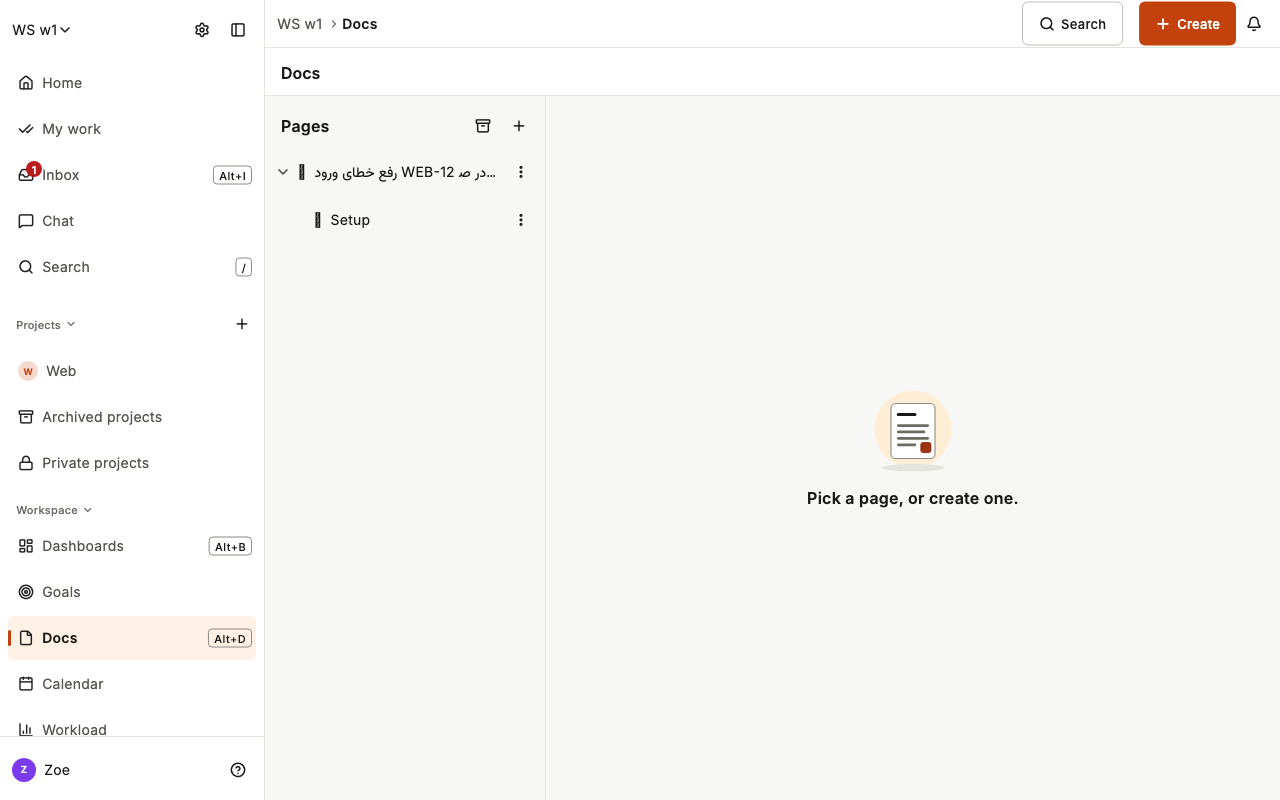 WS w1
Home
My work
1
Inbox
Alt+I
Chat
Search
/
Projects
W
Web
Archived projects
Private projects
Workspace
Dashboards
Alt+B
Goals
Docs
Alt+D
Calendar
Workload
Z
Zoe
WS w1 > Docs
Search
Create
Docs
Pages
رفع خطای ورود WEB-12 در ص...
Setup
Pick a page, or create one.